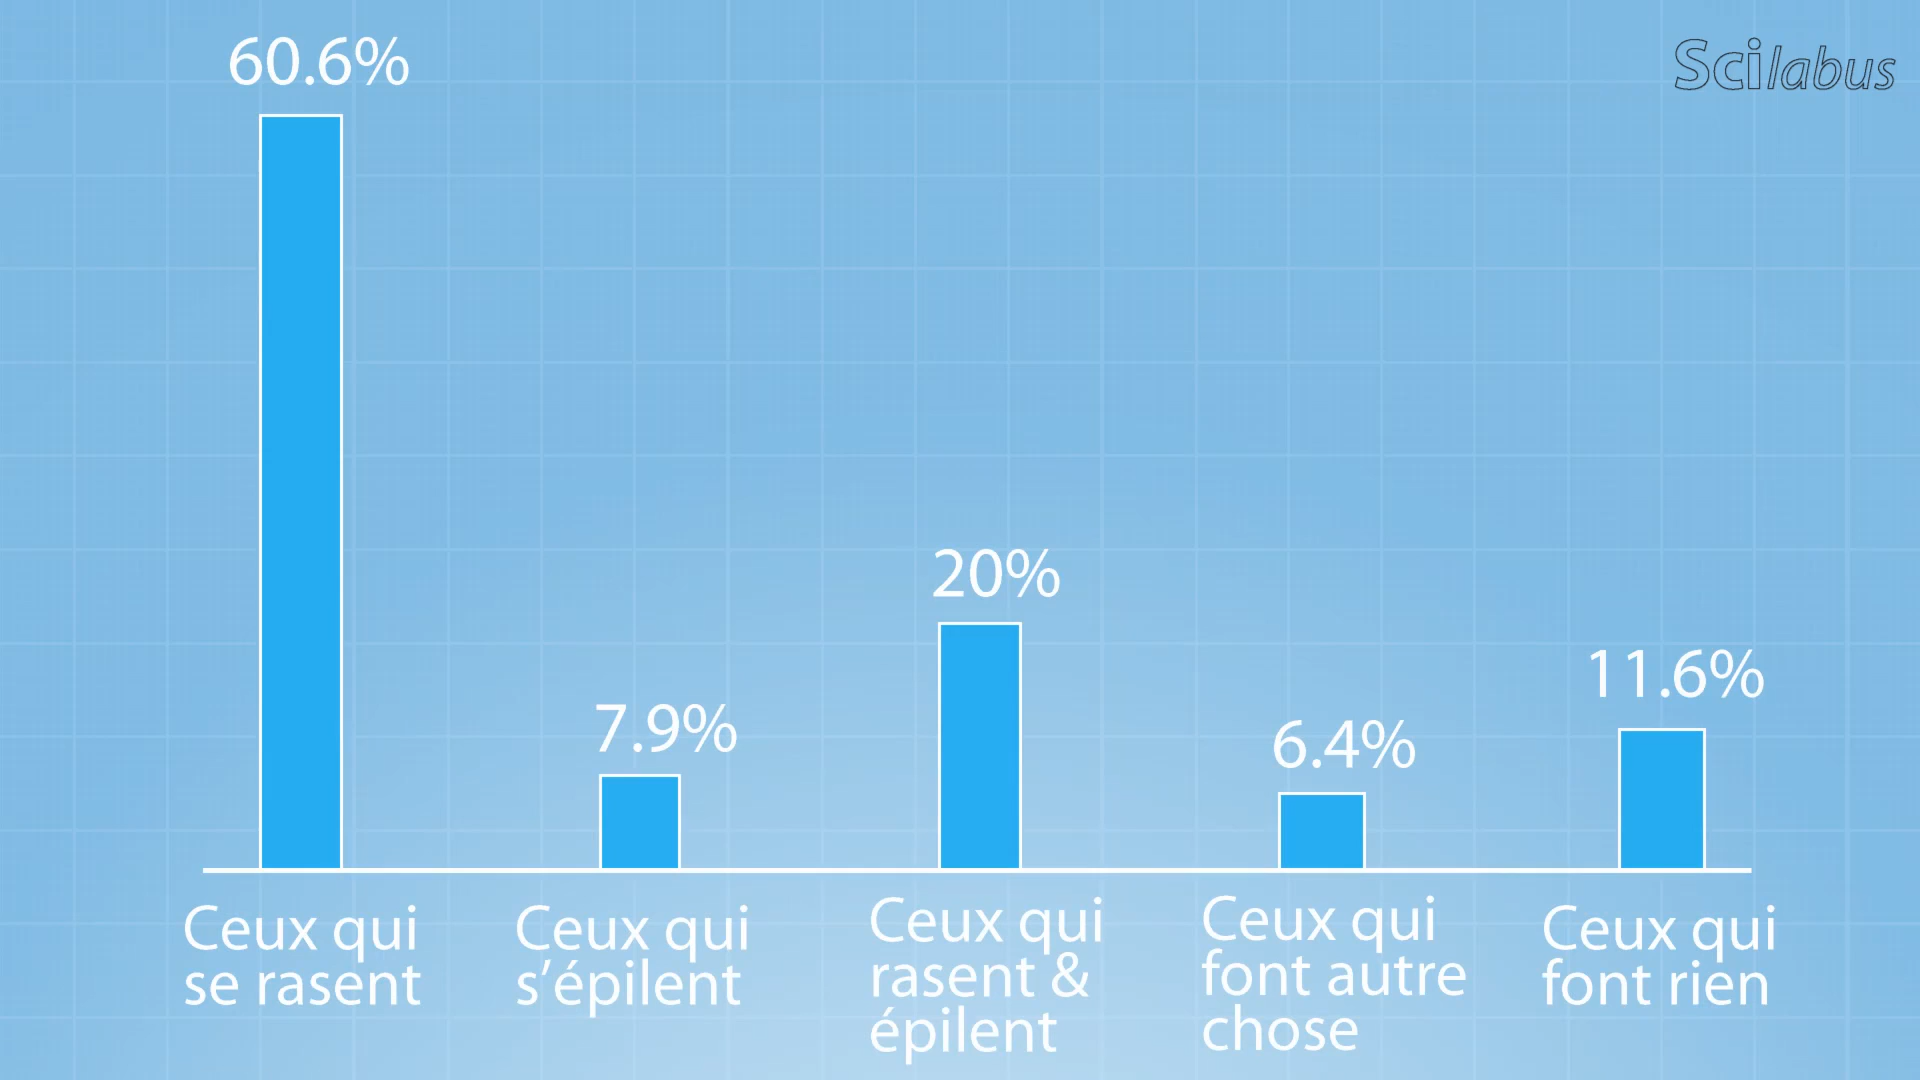 60.6%
Scilabus
20%
11.6%
7.9%
6.4%
Ceux qui
se rasent
Ceux qui
s'épilent
Ceux qui
rasent &
épilent
Ceux qui
font autre
chose
Ceux qui
font rien